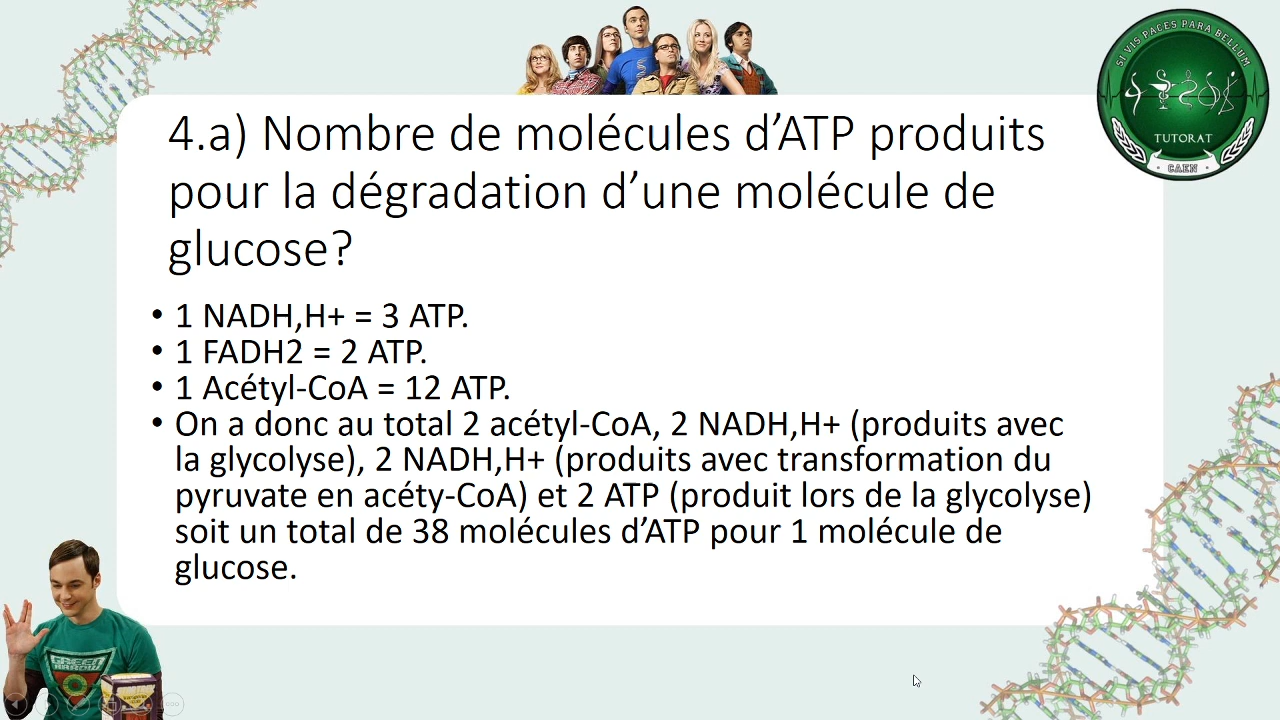 SI VIS PACES PARA BELLUM
TUTORAT
CAEN
4.a) Nombre de molécules d’ATP produits
pour la dégradation d’une molécule de
glucose?
• 1 NADH,H+ = 3 ATP.
• 1 FADH2 = 2 ATP.
• 1 Acétyl-CoA = 12 ATP.
• On a donc au total 2 acétyl-CoA, 2 NADH,H+ (produits avec
la glycolyse), 2 NADH,H+ (produits avec transformation du
pyruvate en acéty-CoA) et 2 ATP (produit lors de la glycolyse)
soit un total de 38 molécules d’ATP pour 1 molécule de
glucose.
GREEN
ARROW